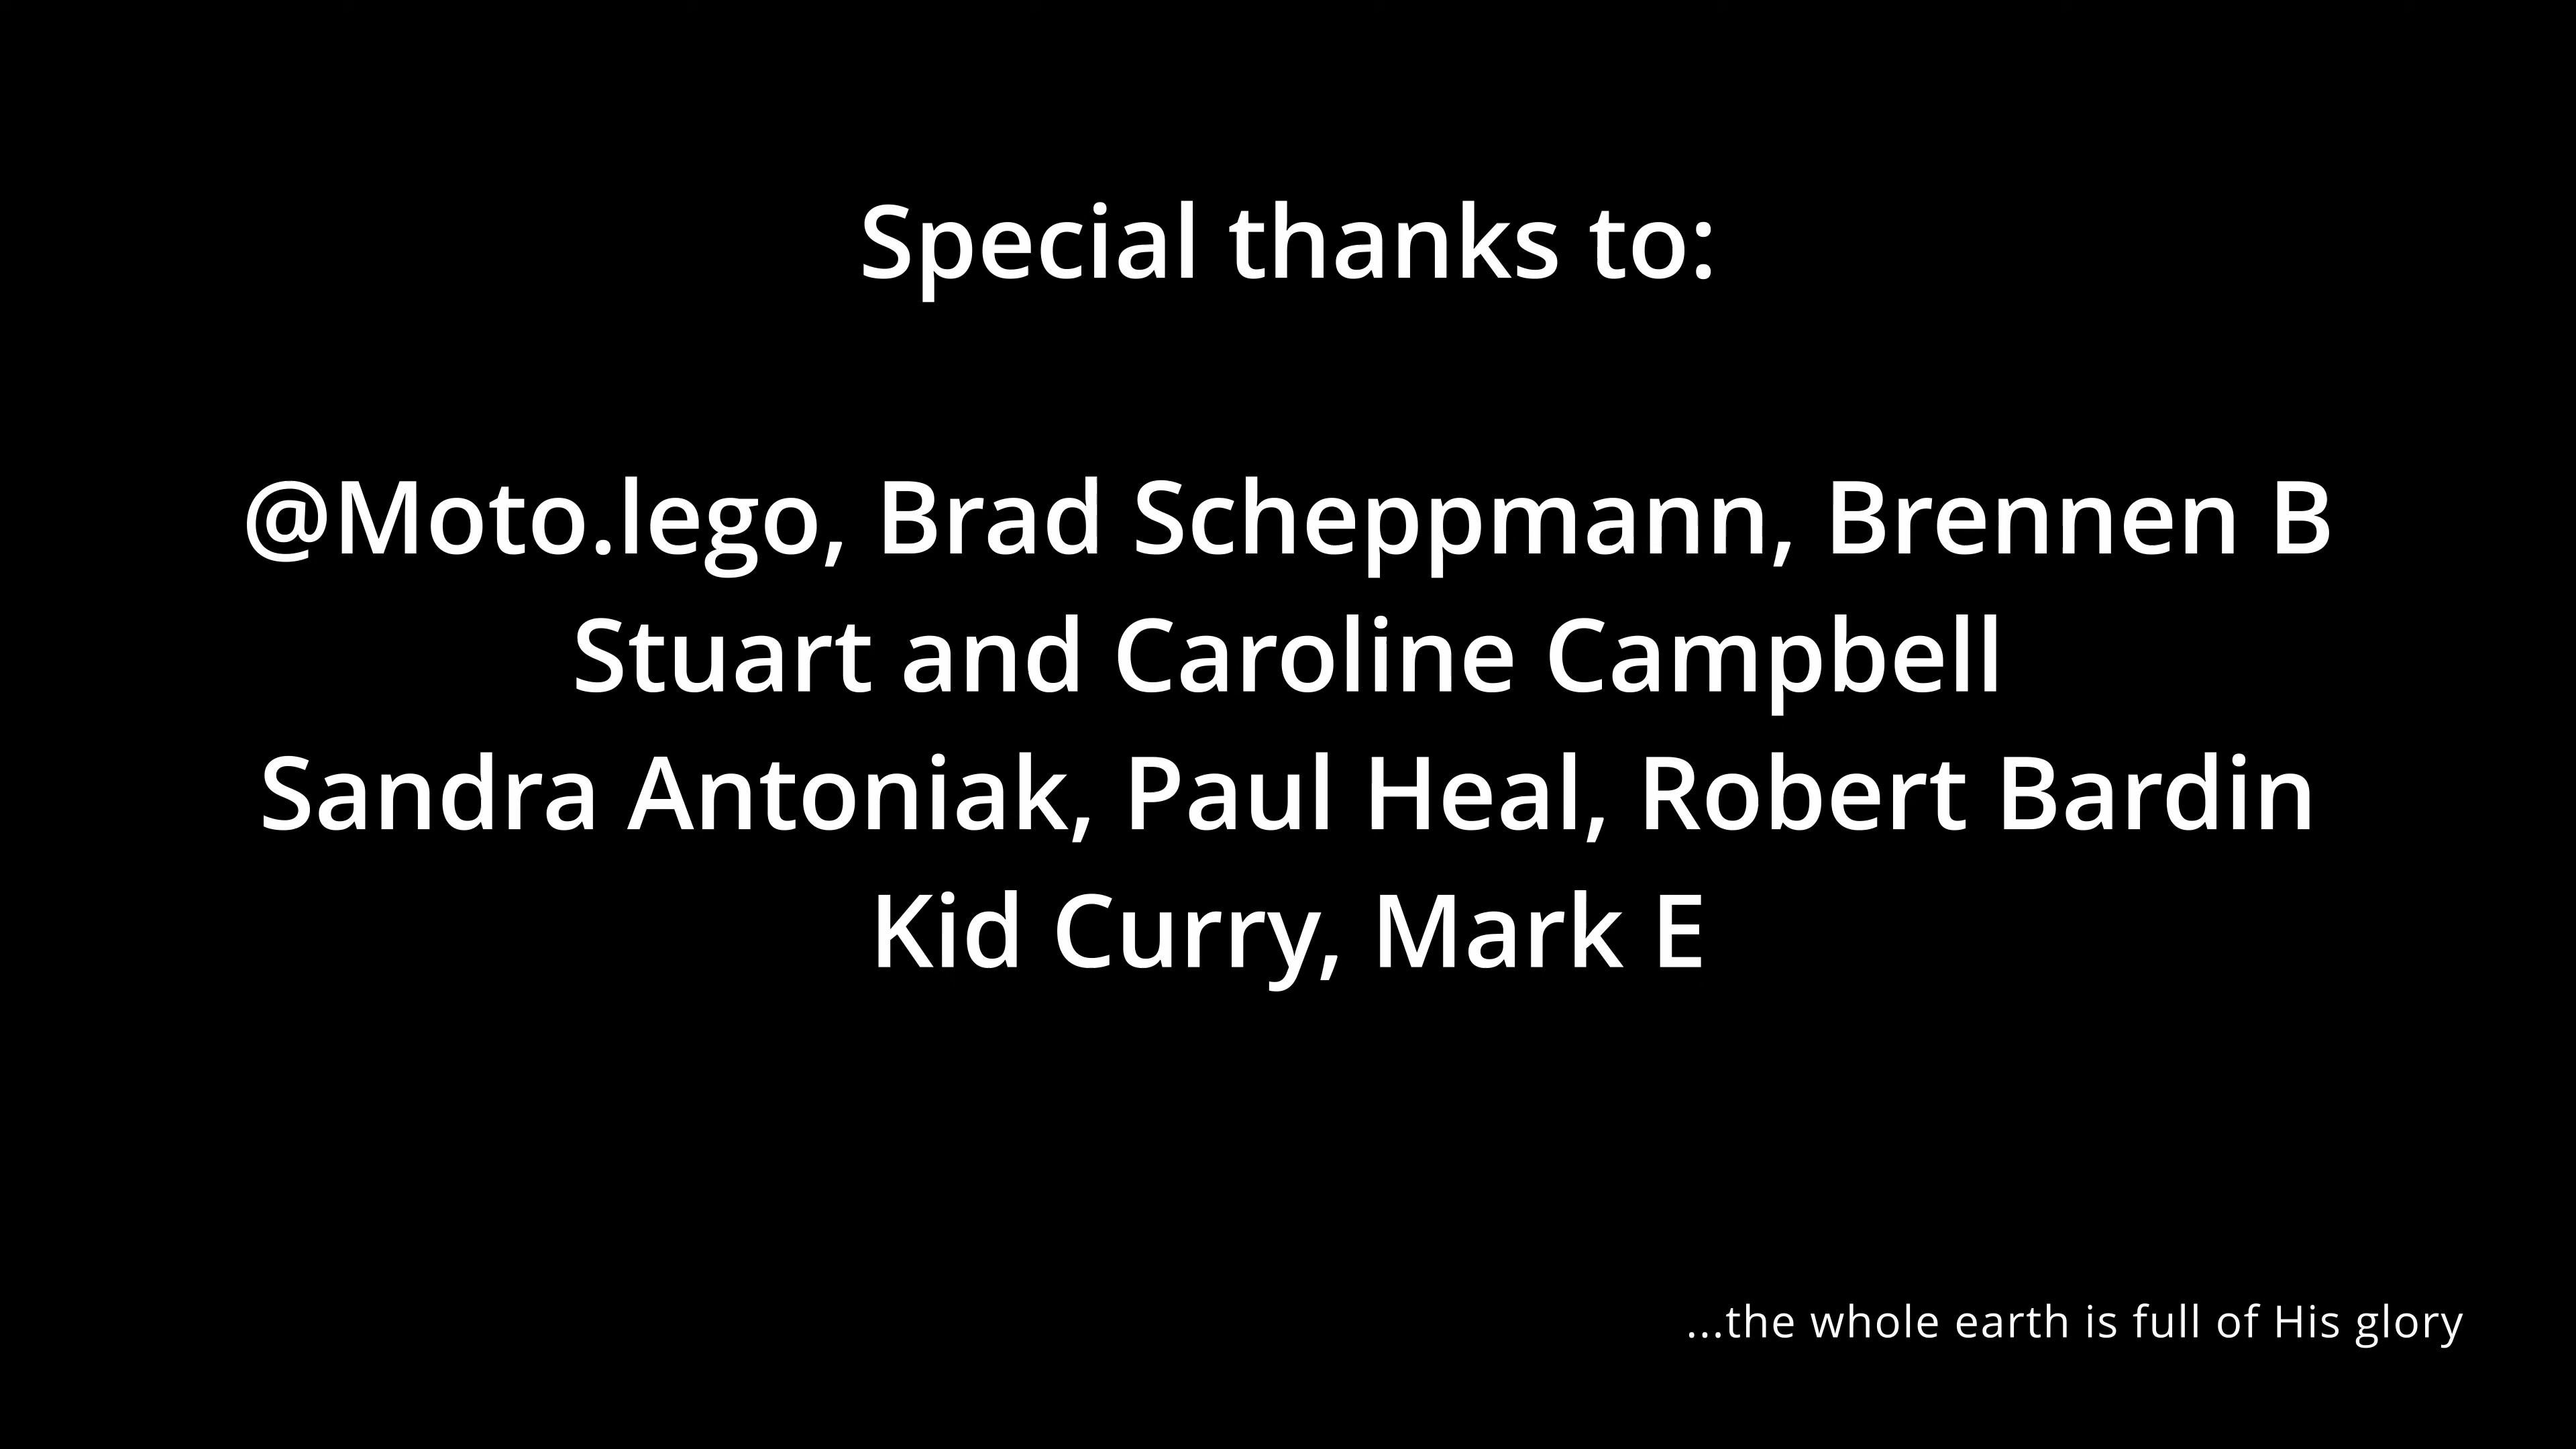 Special thanks to:
@Moto.lego, Brad Scheppmann, Brennen B
Stuart and Caroline Campbell
Sandra Antoniak, Paul Heal, Robert Bardin
Kid Curry, Mark E
...the whole earth is full of His glory